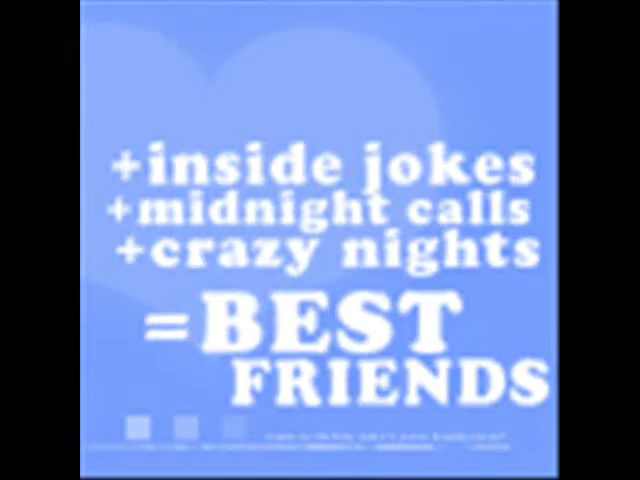 +inside jokes
+midnight calls
+crazy nights
=BEST
FRIENDS